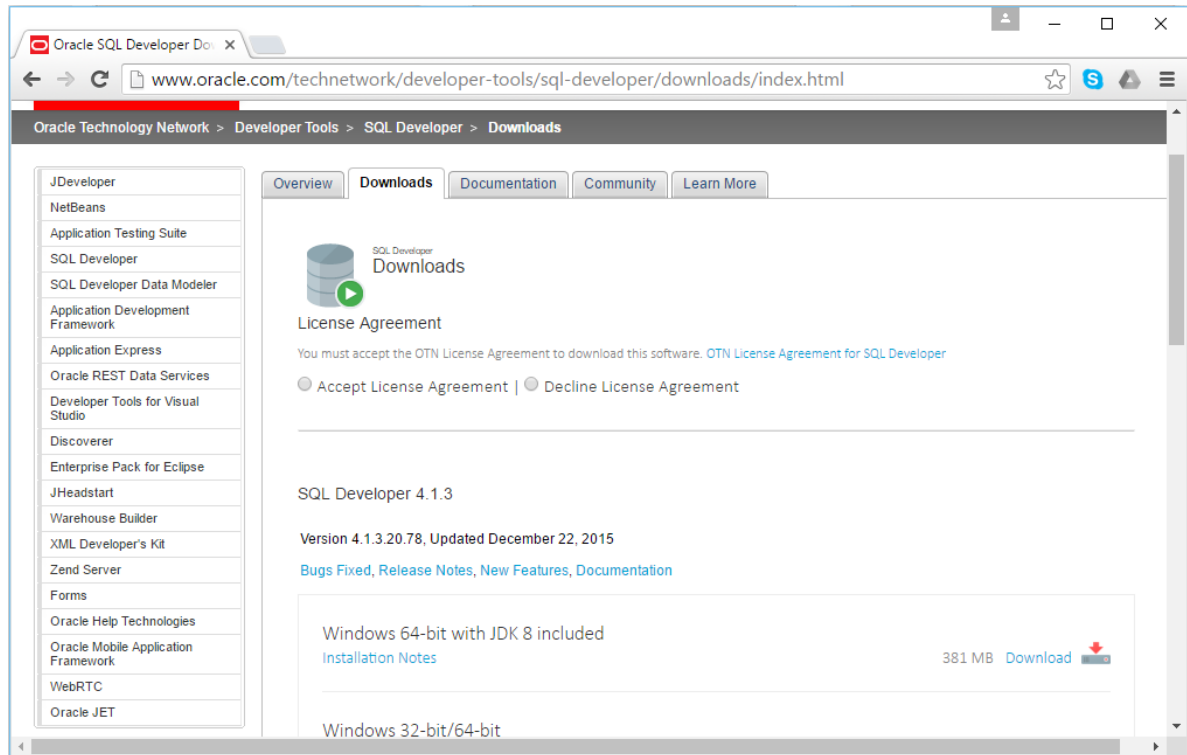 Oracle SQL Developer Do
www.oracle.com/technetwork/developer-tools/sql-developer/downloads/index.html
Oracle Technology Network > Developer Tools > SQL Developer > Downloads
JDeveloper
NetBeans
Application Testing Suite
SQL Developer
SQL Developer Data Modeler
Application Development
Framework
Application Express
Oracle REST Data Services
Developer Tools for Visual
Studio
Discoverer
Enterprise Pack for Eclipse
JHeadstart
Warehouse Builder
XML Developer's Kit
Zend Server
Forms
Oracle Help Technologies
Oracle Mobile Application
Framework
WebRTC
Oracle JET
Overview Downloads Documentation Community Learn More
SQL Developer
Downloads
License Agreement
You must accept the OTN License Agreement to download this software. OTN License Agreement for SQL Developer
Accept License Agreement | Decline License Agreement
SQL Developer 4.1.3
Version 4.1.3.20.78, Updated December 22, 2015
Bugs Fixed, Release Notes, New Features, Documentation
Windows 64-bit with JDK 8 included
Installation Notes 381 MB Download
Windows 32-bit/64-bit